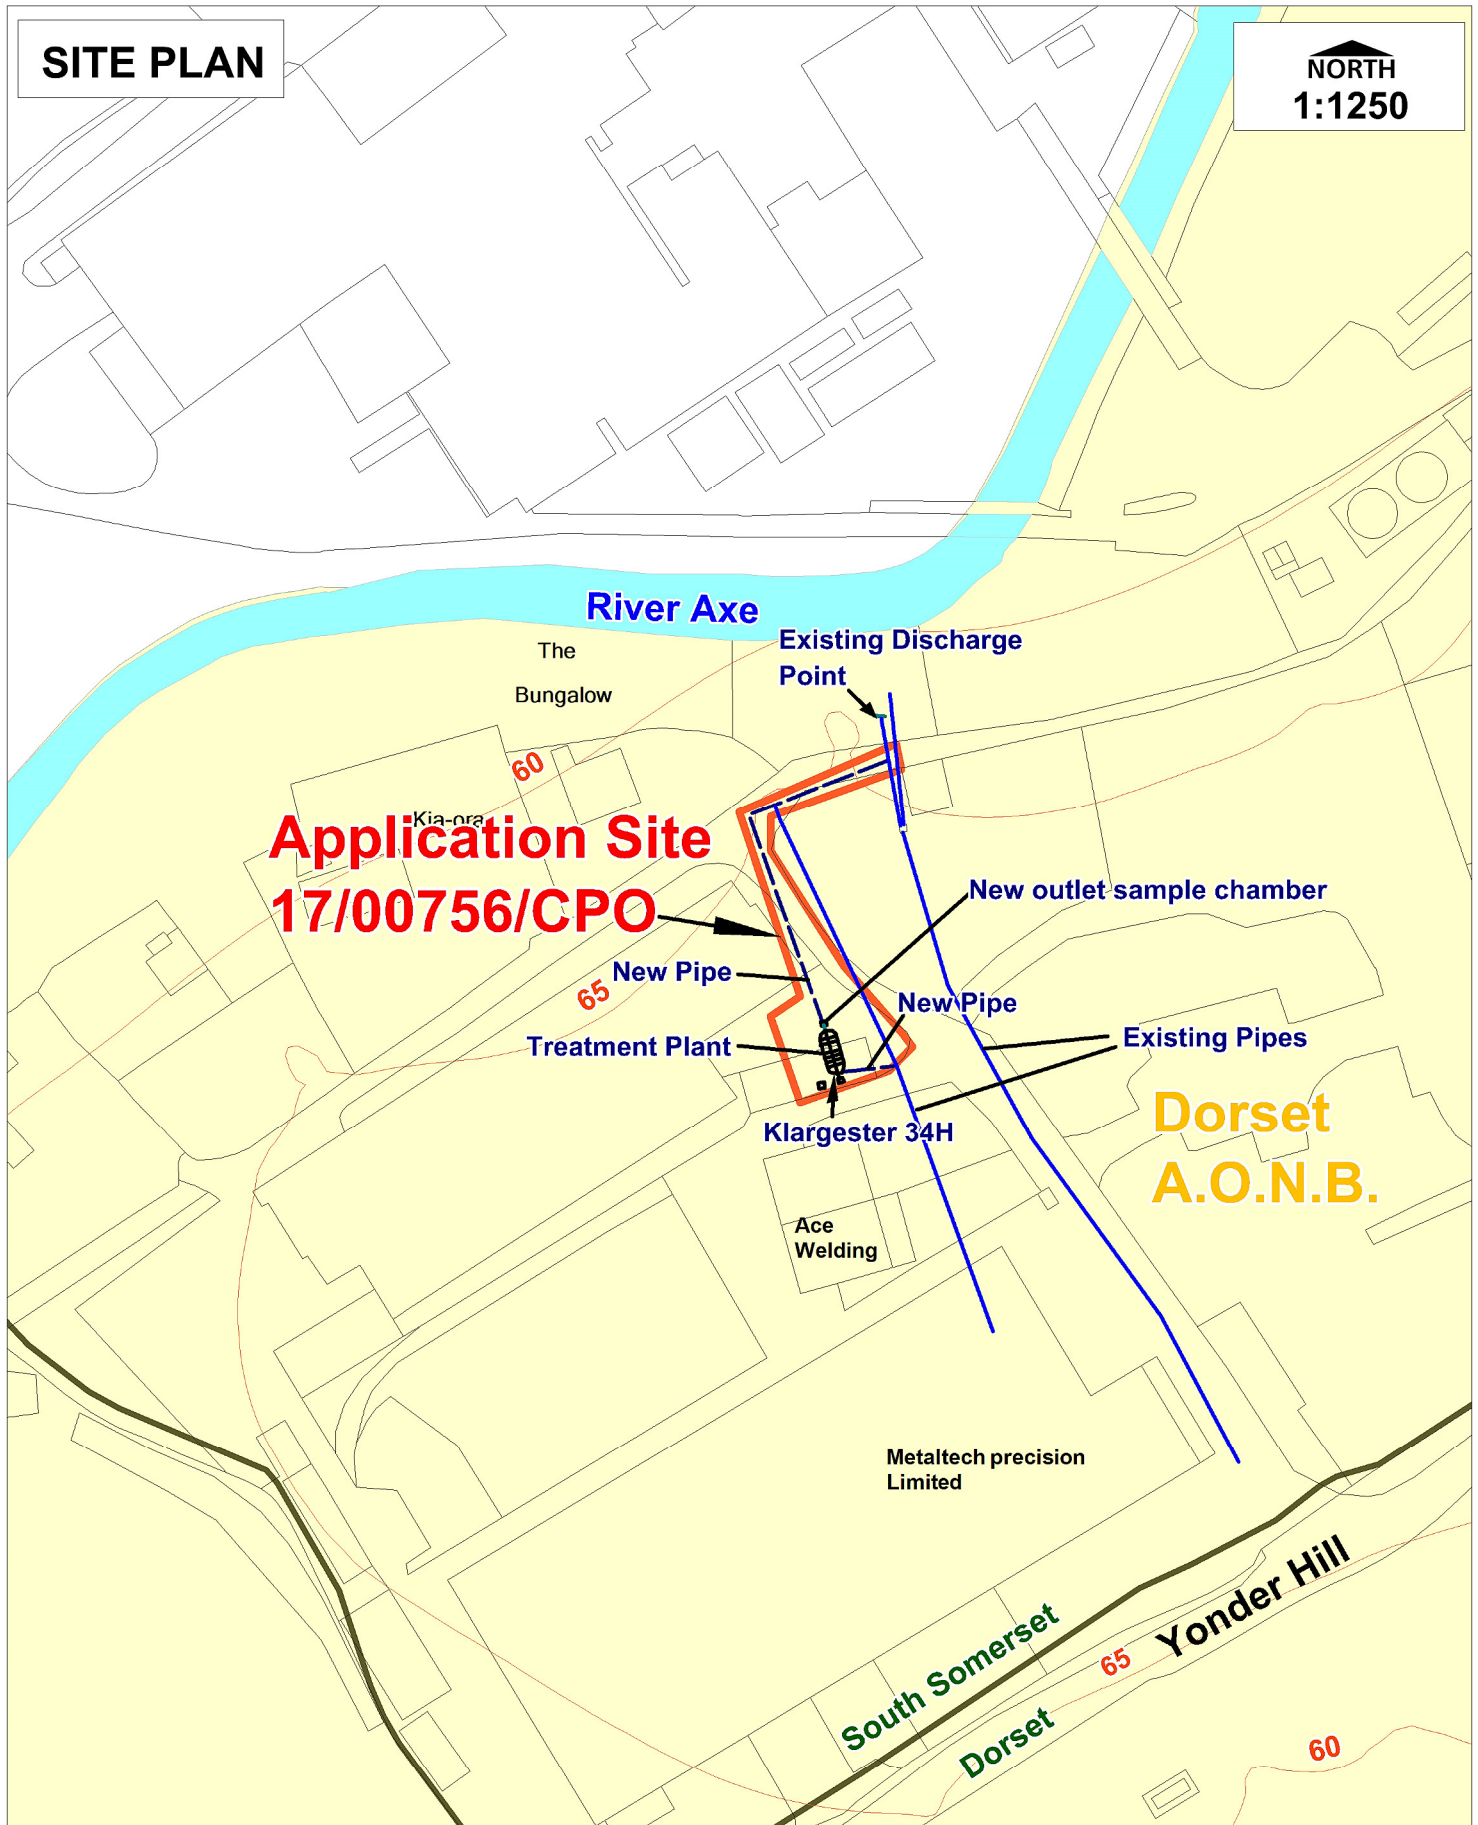 SITE PLAN
NORTH
1:1250
River Axe
Existing Discharge
Point
The
Bungalow
60
Kia-ora
Application Site
17/00756/CPO
New outlet sample chamber
New Pipe
65
New Pipe
Treatment Plant
Existing Pipes
Klargester 34H
Dorset
A.O.N.B.
Ace
Welding
Metaltech precision
Limited
Yonder Hill
South Somerset
65
Dorset
60